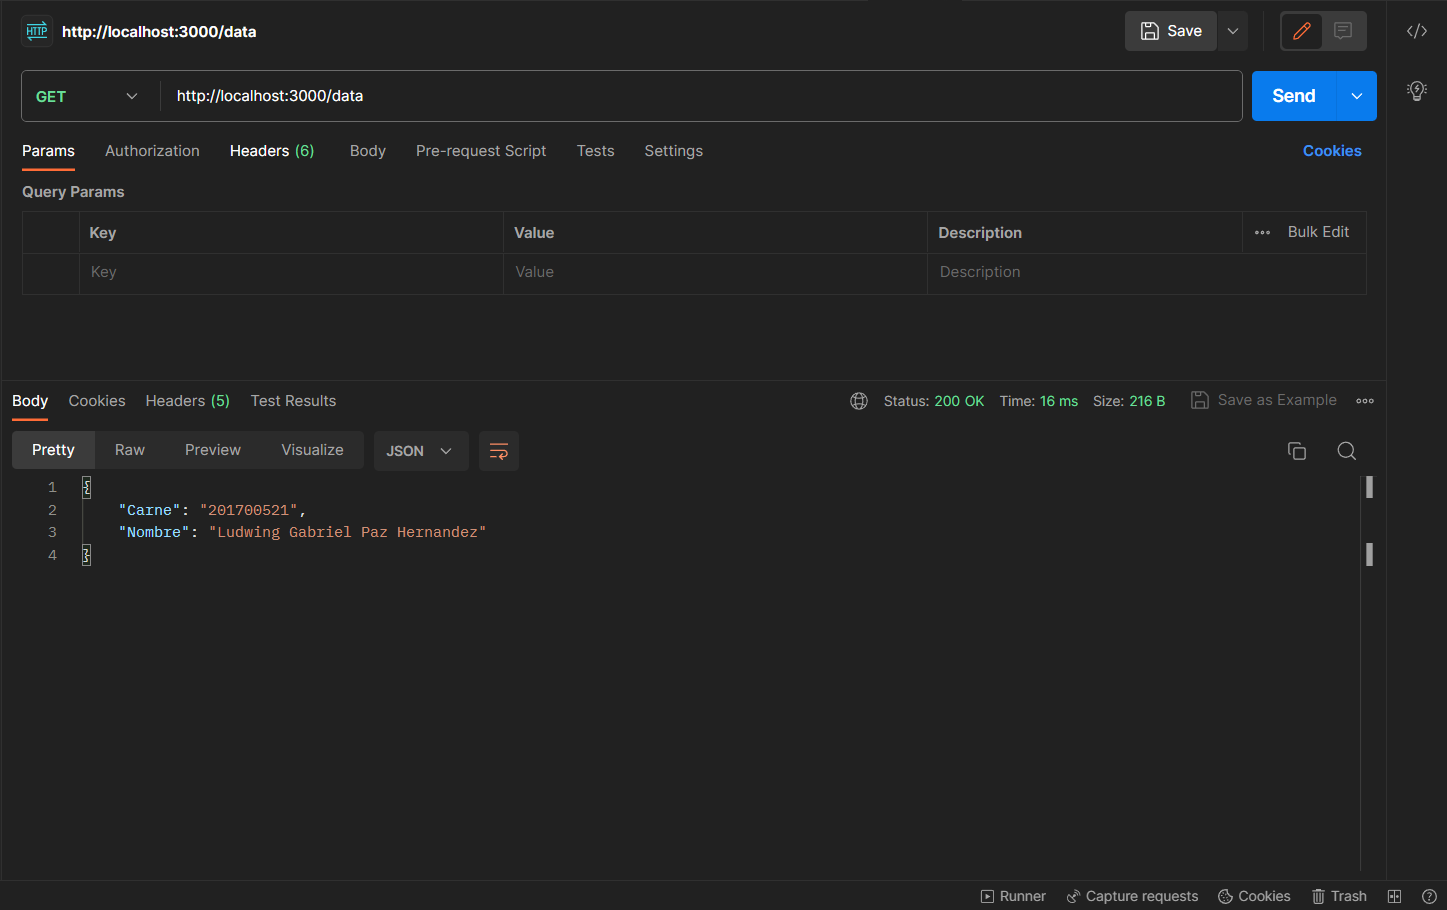 HTTP http://localhost:3000/data Save
GET http://localhost:3000/data Send
Params Authorization Headers (6) Body Pre-request Script Tests Settings Cookies
Query Params
Key Value Description Bulk Edit
Key Value Description
Body Cookies Headers (5) Test Results Status: 200 OK Time: 16 ms Size: 216 B Save as Example
Pretty Raw Preview Visualize JSON
1 {
2 "Carne": "201700521",
3 "Nombre": "Ludwing Gabriel Paz Hernandez"
4 }
Runner Capture requests Cookies Trash